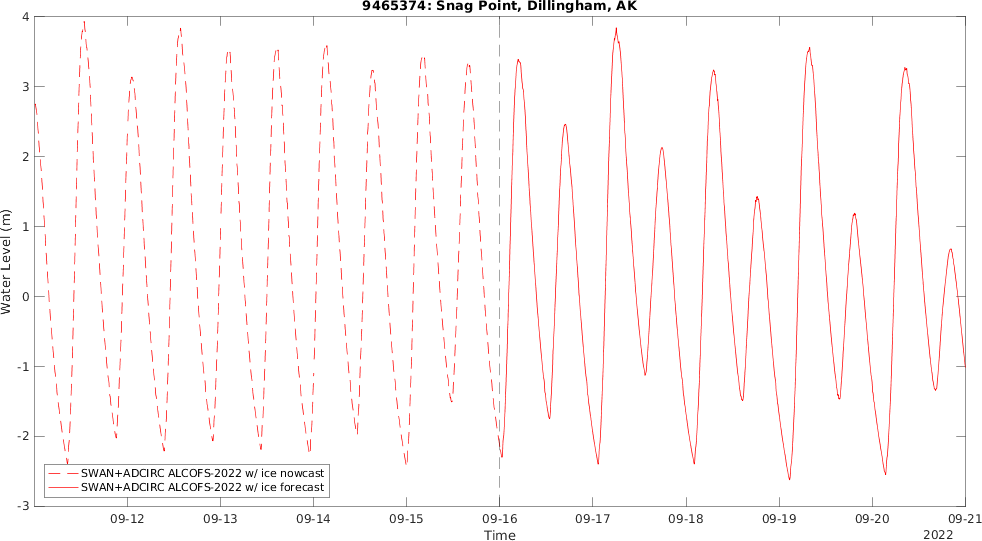 9465374: Snag Point, Dillingham, AK
Water Level (m)
4
3
2
1
0
-1
-2
-3
SWAN+ADCIRC ALCOFS-2022 w/ ice nowcast
SWAN+ADCIRC ALCOFS-2022 w/ ice forecast
09-12 09-13 09-14 09-15 09-16 09-17 09-18 09-19 09-20 09-21
Time
2022